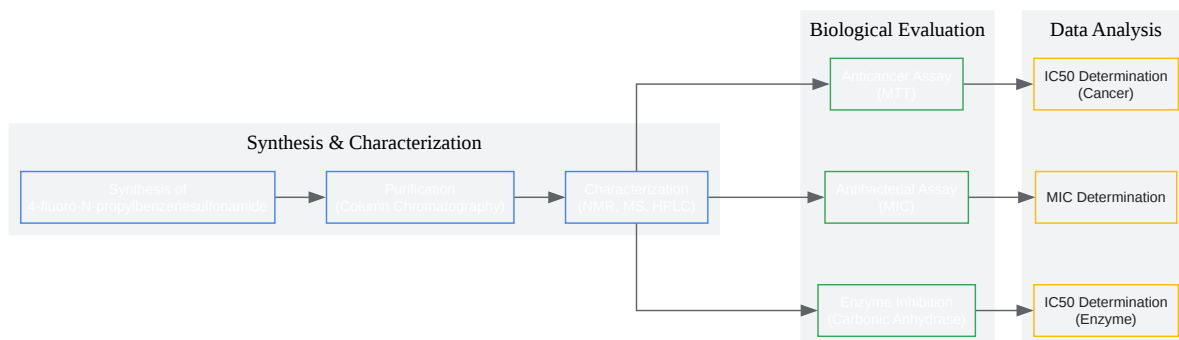 Biological Evaluation
Data Analysis
Anticancer Assay
(MTT)
IC50 Determination
(Cancer)
Synthesis & Characterization
Synthesis of
4-fluoro-N-propylbenzenesulfonamide
Purification
(Column Chromatography)
Characterization
(NMR, MS, HPLC)
Antibacterial Assay
(MIC)
MIC Determination
Enzyme Inhibition
(Carbonic Anhydrase)
IC50 Determination
(Enzyme)